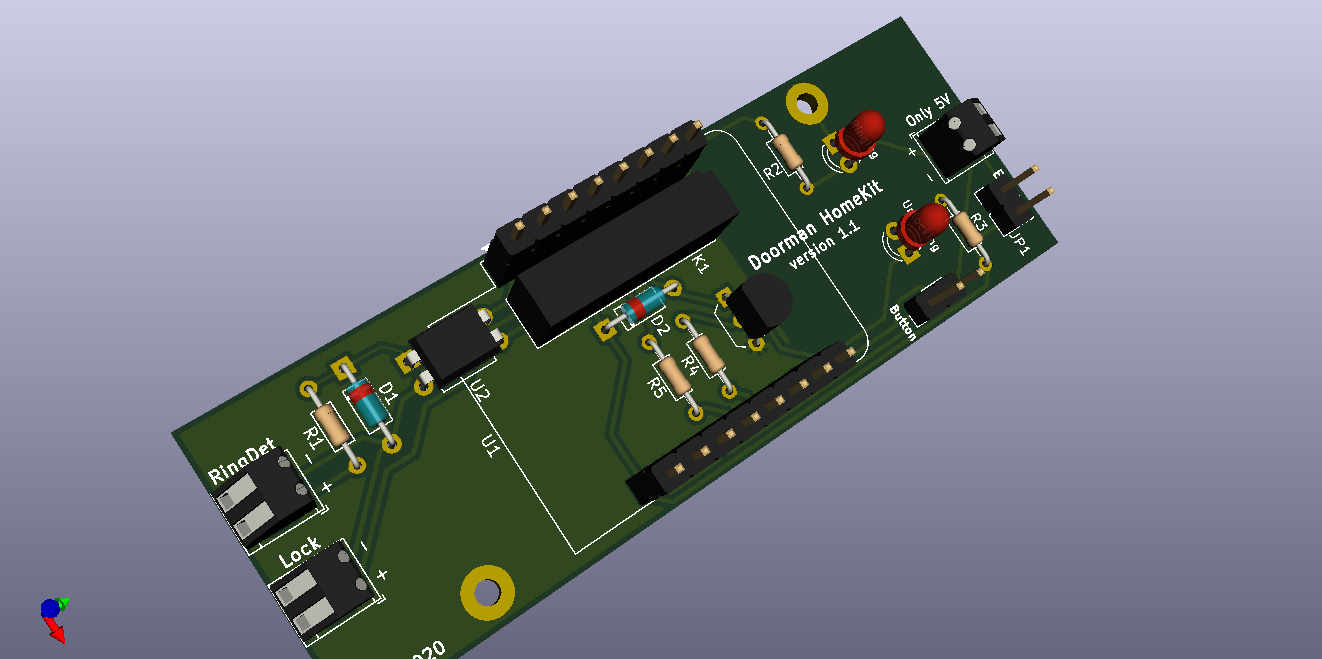 Only 5V
+
-
R2
E
Doorman HomeKit
version 1.1
R3
JP1
K1
Button
D2
R4
R5
U2
D1
U1
R1
RingDet
-
+
Lock
-
+